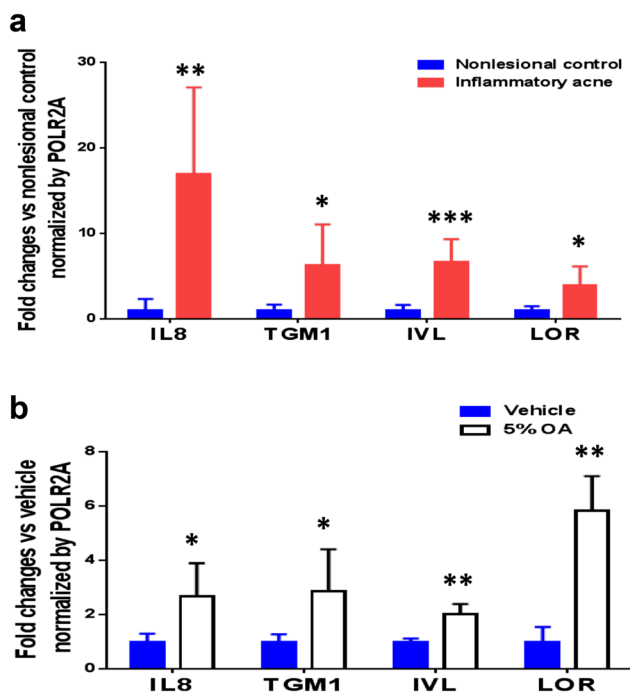 a
Fold changes vs nonlesional control
normalized by POLR2A
30
20
10
0
Nonlesional control
Inflammatory acne
**
*
***
*
IL8 TGM1 IVL LOR
b
Fold changes vs vehicle
normalized by POLR2A
8
6
4
2
0
Vehicle
5% OA
*
*
**
**
IL8 TGM1 IVL LOR